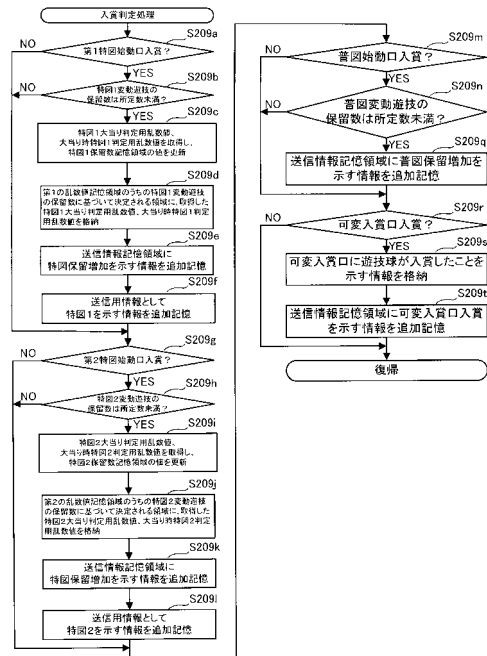 入賞判定処理
S209a
第1特図始動口入賞？
NO
YES
S209b
特図1変動遊技の
保留数は所定数未満？
NO
YES
S209c
特図1大当り判定用乱数値、
大当り時特図1判定用乱数値を取得し、
特図1保留数記憶領域の値を更新
S209d
第1の乱数値記憶領域のうちの特図1変動遊技
の保留数に基づいて決定される領域に、取得した
特図1大当り判定用乱数値、大当り時特図1判定
用乱数値を格納
S209e
送信情報記憶領域に
特図保留増加を示す情報を追加記憶
S209f
送信用情報として
特図1を示す情報を追加記憶
S209g
第2特図始動口入賞？
NO
YES
S209h
特図2変動遊技の
保留数は所定数未満？
NO
YES
S209i
特図2大当り判定用乱数値、
大当り時特図2判定用乱数値を取得し、
特図2保留数記憶領域の値を更新
S209j
第2の乱数値記憶領域のうちの特図2変動遊技
の保留数に基づいて決定される領域に、取得した
特図2大当り判定用乱数値、大当り時特図2判定
用乱数値を格納
S209k
送信情報記憶領域に
特図保留増加を示す情報を追加記憶
S209l
送信用情報として
特図2を示す情報を追加記憶
S209m
普図始動口入賞？
NO
YES
S209n
普図変動遊技の
保留数は所定数未満？
NO
YES
S209q
送信情報記憶領域に普図保留増加を
示す情報を追加記憶
S209r
可変入賞口入賞？
NO
YES
S209s
可変入賞口に遊技球が入賞したことを
示す情報を格納
S209t
送信情報記憶領域に可変入賞口入賞
を示す情報を追加記憶
復帰